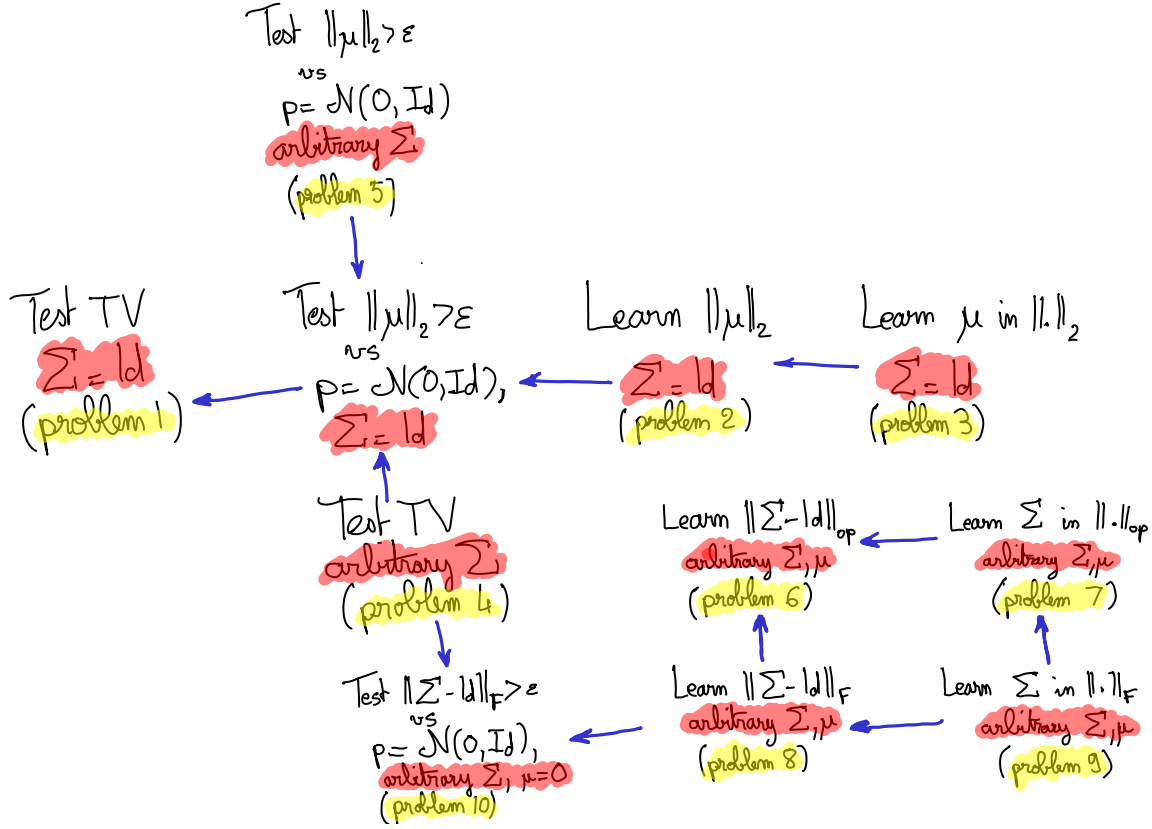 Test ‖μ‖₂>ε
vs
p= N(0, Id)
arbitrary Σ
(problem 5)
Test TV
Σ = Id
(problem 1)
Test ‖μ‖₂>ε
vs
p= N(0, Id),
Σ = Id
Learn ‖μ‖₂
Σ = Id
(problem 2)
Learn μ in ‖.‖₂
Σ = Id
(problem 3)
Test TV
arbitrary Σ
(problem 4)
Learn ‖Σ-Id‖op
arbitrary Σ, μ
(problem 6)
Learn Σ in ‖.‖op
arbitrary Σ, μ
(problem 7)
Test ‖Σ-Id‖F>ε
vs
p= N(0, Id),
arbitrary Σ, μ=0
(problem 10)
Learn ‖Σ-Id‖F
arbitrary Σ, μ
(problem 8)
Learn Σ in ‖.‖F
arbitrary Σ, μ
(problem 9)